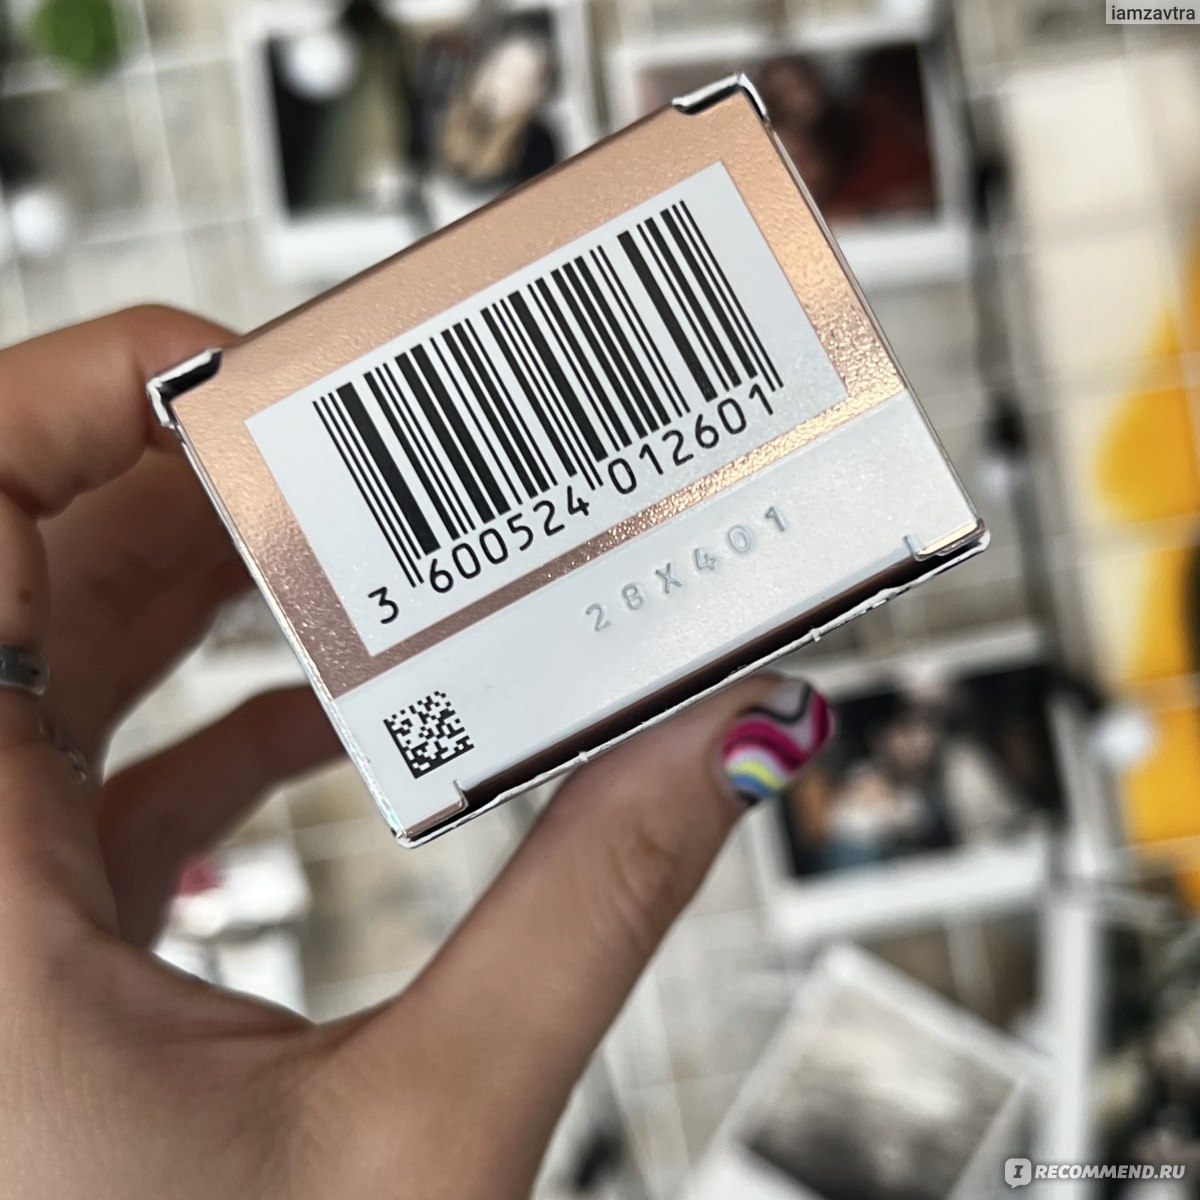 iamzavtra
3 600524 012601
28X401
I RECOMMEND.RU